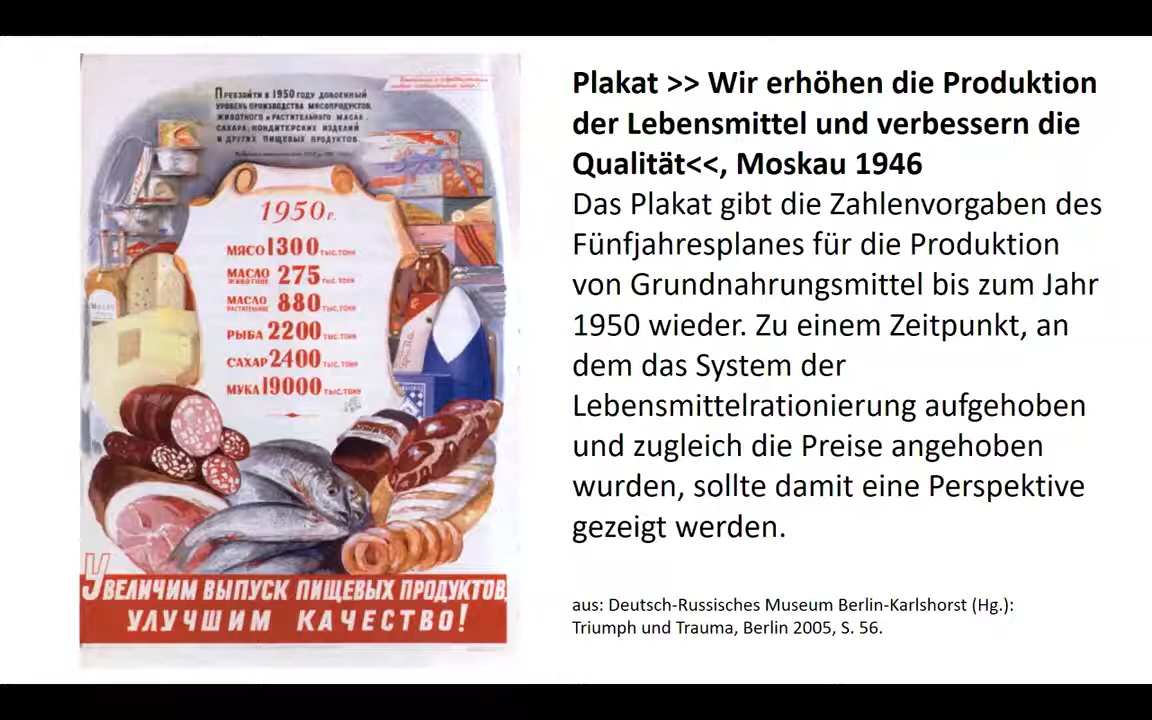 Превзойти в 1950 году довоенный
уровень производства мясопродуктов,
животного и растительного масла,
сахара, кондитерских изделий
и других пищевых продуктов.
1950 г.
МЯСО 1300 ТЫС. ТОНН
МАСЛО ЖИВОТНОЕ 275 ТЫС. ТОНН
МАСЛО РАСТИТЕЛЬНОЕ 880 ТЫС. ТОНН
РЫБА 2200 ТЫС. ТОНН
САХАР 2400 ТЫС. ТОНН
МУКА 19000 ТЫС. ТОНН
МАСЛО
УВЕЛИЧИМ ВЫПУСК ПИЩЕВЫХ ПРОДУКТОВ,
УЛУЧШИМ КАЧЕСТВО!
Plakat >> Wir erhöhen die Produktion
der Lebensmittel und verbessern die
Qualität<<, Moskau 1946
Das Plakat gibt die Zahlenvorgaben des
Fünfjahresplanes für die Produktion
von Grundnahrungsmittel bis zum Jahr
1950 wieder. Zu einem Zeitpunkt, an
dem das System der
Lebensmittelrationierung aufgehoben
und zugleich die Preise angehoben
wurden, sollte damit eine Perspektive
gezeigt werden.
aus: Deutsch-Russisches Museum Berlin-Karlshorst (Hg.):
Triumph und Trauma, Berlin 2005, S. 56.